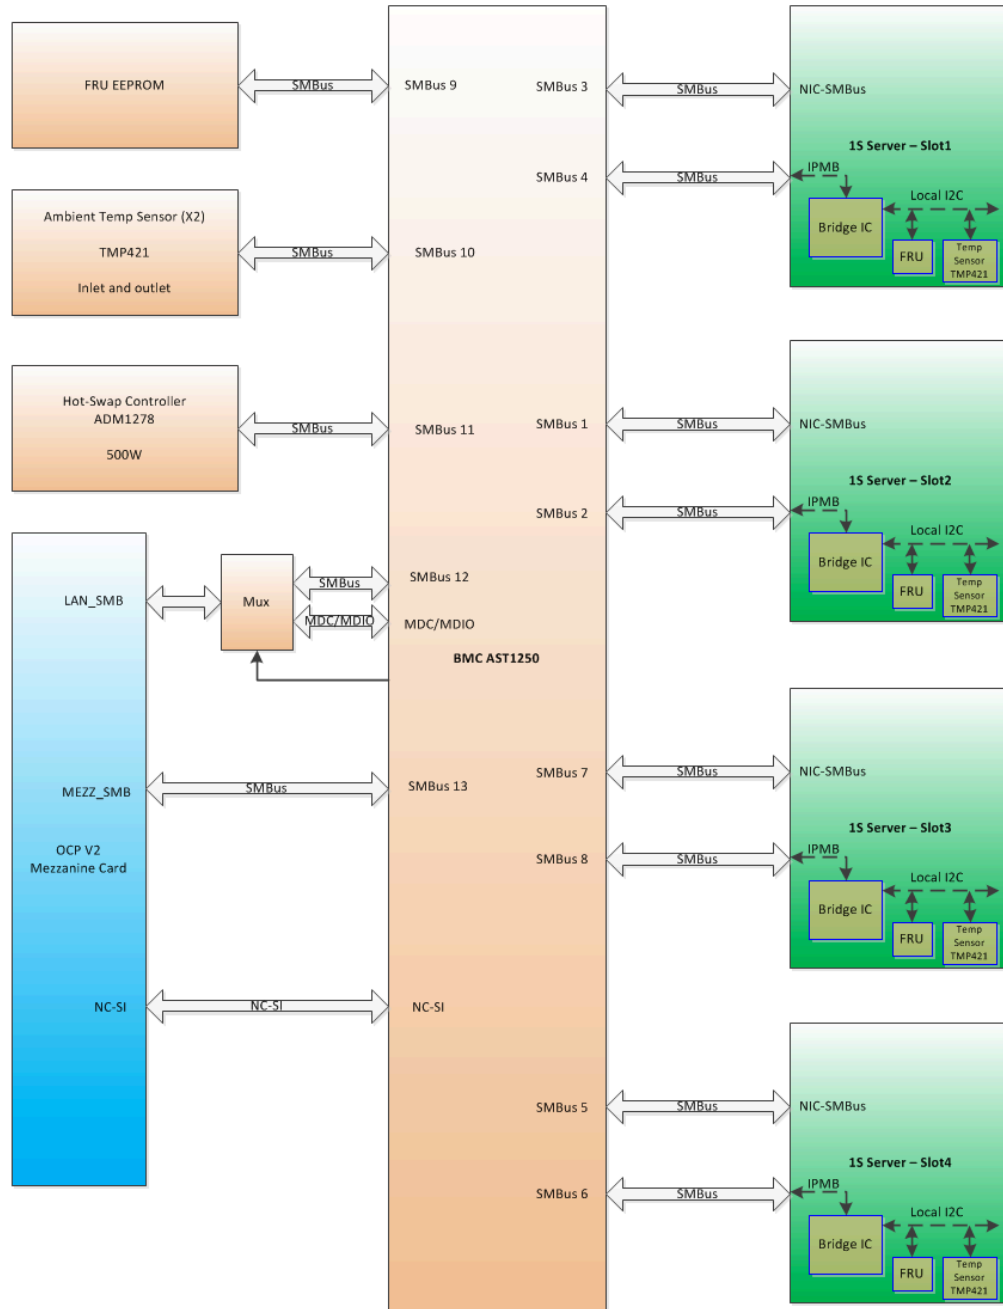 FRU EEPROM
SMBus
SMBus 9
SMBus 3
SMBus
NIC-SMBus
1S Server – Slot1
SMBus 4
SMBus
IPMB
Local I2C
Bridge IC
FRU
Temp
Sensor
TMP421
Ambient Temp Sensor (X2)
TMP421
Inlet and outlet
SMBus
SMBus 10
Hot-Swap Controller
ADM1278
500W
SMBus
SMBus 11
SMBus 1
SMBus
NIC-SMBus
1S Server – Slot2
SMBus 2
SMBus
IPMB
Local I2C
Bridge IC
FRU
Temp
Sensor
TMP421
LAN_SMB
Mux
SMBus
SMBus 12
MDC/MDIO
MDC/MDIO
BMC AST1250
MEZZ_SMB
SMBus
SMBus 13
OCP V2
Mezzanine Card
SMBus 7
SMBus
NIC-SMBus
1S Server – Slot3
SMBus 8
SMBus
IPMB
Local I2C
Bridge IC
FRU
Temp
Sensor
TMP421
NC-SI
NC-SI
NC-SI
SMBus 5
SMBus
NIC-SMBus
1S Server – Slot4
SMBus 6
SMBus
IPMB
Local I2C
Bridge IC
FRU
Temp
Sensor
TMP421